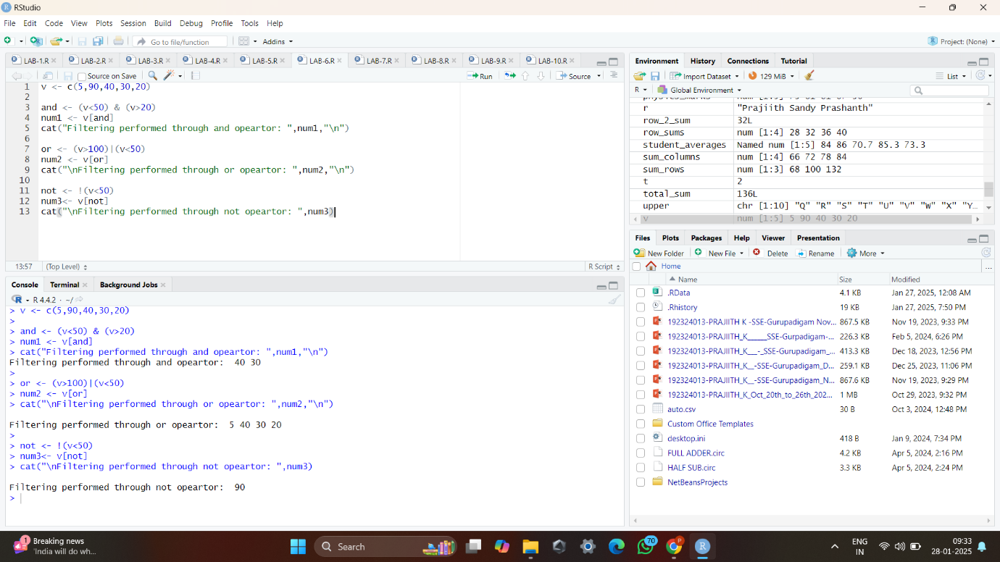 RStudio
File Edit Code View Plots Session Build Debug Profile Tools Help
Go to file/function Addins Project: (None)
LAB-1.R LAB-2.R LAB-3.R LAB-4.R LAB-5.R LAB-6.R LAB-7.R LAB-8.R LAB-9.R LAB-10.R
Source on Save Run Source
1 v <- c(5,90,40,30,20)
2
3 and <- (v<50) & (v>20)
4 num1 <- v[and]
5 cat("Filtering performed through and opeartor: ",num1,"\n")
6
7 or <- (v>100)|(v<50)
8 num2 <- v[or]
9 cat("\nFiltering performed through or opeartor: ",num2,"\n")
10
11 not <- !(v<50)
12 num3<- v[not]
13 cat("\nFiltering performed through not opeartor: ",num3)
13:57 (Top Level) R Script
Console Terminal Background Jobs
R 4.4.2 · ~/
> v <- c(5,90,40,30,20)
>
> and <- (v<50) & (v>20)
> num1 <- v[and]
> cat("Filtering performed through and opeartor: ",num1,"\n")
Filtering performed through and opeartor:  40 30
>
> or <- (v>100)|(v<50)
> num2 <- v[or]
> cat("\nFiltering performed through or opeartor: ",num2,"\n")
Filtering performed through or opeartor:  5 40 30 20
>
> not <- !(v<50)
> num3<- v[not]
> cat("\nFiltering performed through not opeartor: ",num3)
Filtering performed through not opeartor:  90
>
Environment History Connections Tutorial
Import Dataset 129 MiB List
R Global Environment
r "Prajiith Sandy Prashanth"
row_2_sum 32L
row_sums num [1:4] 28 32 36 40
student_averages Named num [1:5] 84 86 70.7 85.3 73.3
sum_columns num [1:4] 66 72 78 84
sum_rows num [1:3] 68 100 132
t 2
total_sum 136L
upper chr [1:10] "Q" "R" "S" "T" "U" "V" "W" "X" "Y…
v num [1:5] 5 90 40 30 20
Files Plots Packages Help Viewer Presentation
New Folder New File Delete Rename More
Home ...
Name Size Modified
.RData 4.1 KB Jan 27, 2025, 12:08 AM
.Rhistory 19 KB Jan 27, 2025, 7:50 PM
192324013-PRAJIITH K -SSE-Gurupadigam Nov... 867.5 KB Nov 19, 2023, 9:33 PM
192324013-PRAJIITH_K_____SSE-Gurpadigam-... 226.3 KB Feb 5, 2024, 6:26 PM
192324013-PRAJIITH_K___-_SSE-Gurupadigam_... 413.3 KB Dec 18, 2023, 12:56 PM
192324013-PRAJIITH_K__-SSE-Gurupadigam_D... 259.1 KB Dec 25, 2023, 11:06 PM
192324013-PRAJIITH_K__-SSE-Gurupadigam_N... 867.6 KB Nov 19, 2023, 9:29 PM
192324013-PRAJIITH_K_Oct_20th_to_26th_202... 1 MB Oct 29, 2023, 9:32 PM
auto.csv 30 B Oct 3, 2024, 12:48 PM
Custom Office Templates
desktop.ini 418 B Jan 9, 2024, 7:34 PM
FULL ADDER.circ 4.2 KB Apr 5, 2024, 2:16 PM
HALF SUB.circ 3.3 KB Apr 5, 2024, 2:24 PM
NetBeansProjects
1 Breaking news
'India will do wh...
Search
70
ENG
IN
09:33
28-01-2025